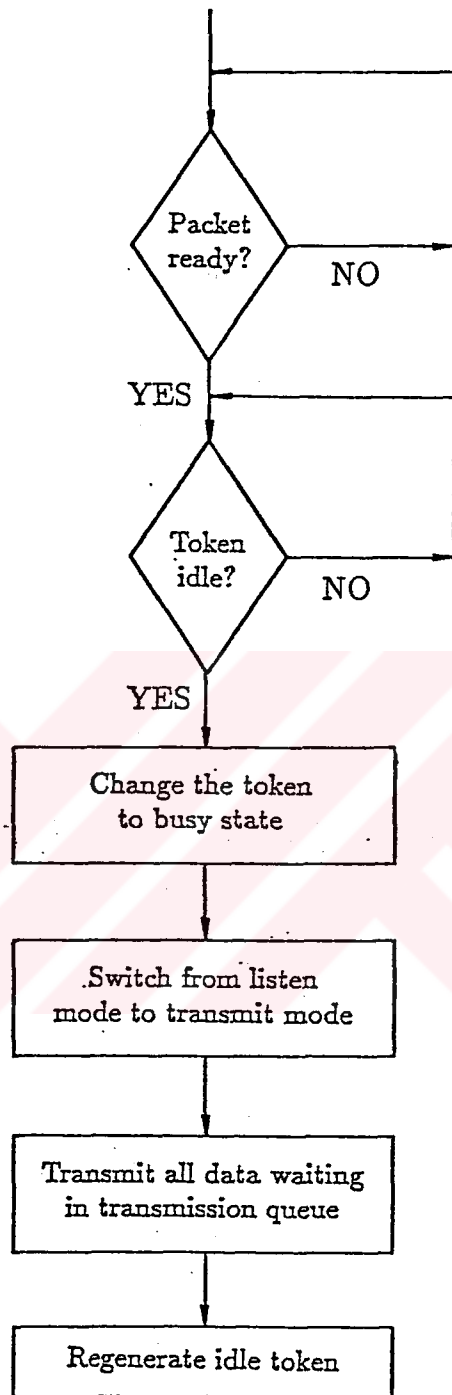 Packet
ready?
NO
YES
Token
idle?
NO
YES
Change the token
to busy state
Switch from listen
mode to transmit mode
Transmit all data waiting
in transmission queue
Regenerate idle token